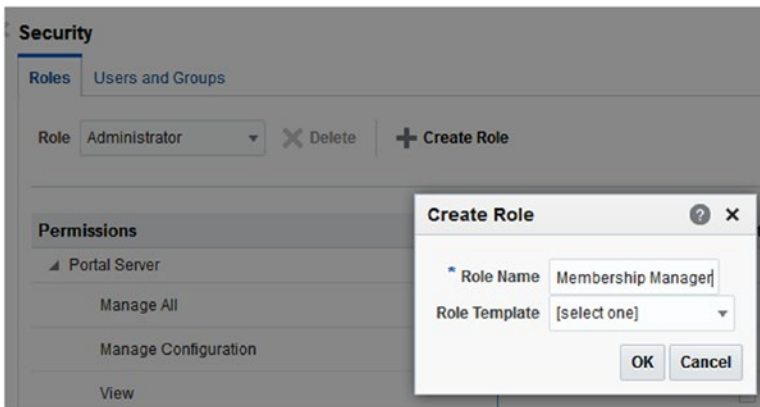 Security
Roles Users and Groups
Role Administrator Delete Create Role
Permissions
Portal Server
Manage All
Manage Configuration
View
Create Role
* Role Name Membership Manager
Role Template [select one]
OK Cancel